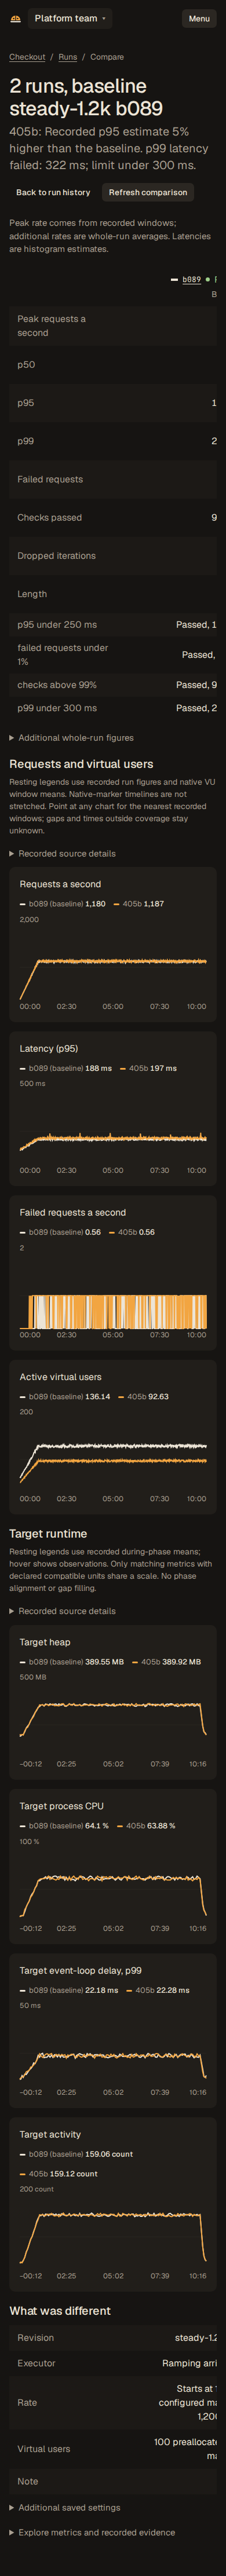 Platform team
Menu
Checkout / Runs / Compare
2 runs, baseline
steady-1.2k b089
405b: Recorded p95 estimate 5%
higher than the baseline. p99 latency
failed: 322 ms; limit under 300 ms.
Back to run history
Refresh comparison
Peak rate comes from recorded windows;
additional rates are whole-run averages. Latencies
are histogram estimates.
b089
B
Peak requests a
second
p50
p95 1
p99 2
Failed requests
Checks passed 9
Dropped iterations
Length
p95 under 250 ms Passed, 1
failed requests under
1% Passed,
checks above 99% Passed, 9
p99 under 300 ms Passed, 2
Additional whole-run figures
Requests and virtual users
Resting legends use recorded run figures and native VU
window means. Native-marker timelines are not
stretched. Point at any chart for the nearest recorded
windows; gaps and times outside coverage stay
unknown.
Recorded source details
Requests a second
b089 (baseline) 1,180 405b 1,187
2,000
00:00 02:30 05:00 07:30 10:00
Latency (p95)
b089 (baseline) 188 ms 405b 197 ms
500 ms
00:00 02:30 05:00 07:30 10:00
Failed requests a second
b089 (baseline) 0.56 405b 0.56
2
00:00 02:30 05:00 07:30 10:00
Active virtual users
b089 (baseline) 136.14 405b 92.63
200
00:00 02:30 05:00 07:30 10:00
Target runtime
Resting legends use recorded during-phase means;
hover shows observations. Only matching metrics with
declared compatible units share a scale. No phase
alignment or gap filling.
Recorded source details
Target heap
b089 (baseline) 389.55 MB 405b 389.92 MB
500 MB
−00:12 02:25 05:02 07:39 10:16
Target process CPU
b089 (baseline) 64.1 % 405b 63.88 %
100 %
−00:12 02:25 05:02 07:39 10:16
Target event-loop delay, p99
b089 (baseline) 22.18 ms 405b 22.28 ms
50 ms
−00:12 02:25 05:02 07:39 10:16
Target activity
b089 (baseline) 159.06 count
405b 159.12 count
200 count
−00:12 02:25 05:02 07:39 10:16
What was different
Revision steady-1.2
Executor Ramping arri
Starts at
Rate configured ma
1,200
Virtual users 100 preallocate
ma
Note
Additional saved settings
Explore metrics and recorded evidence